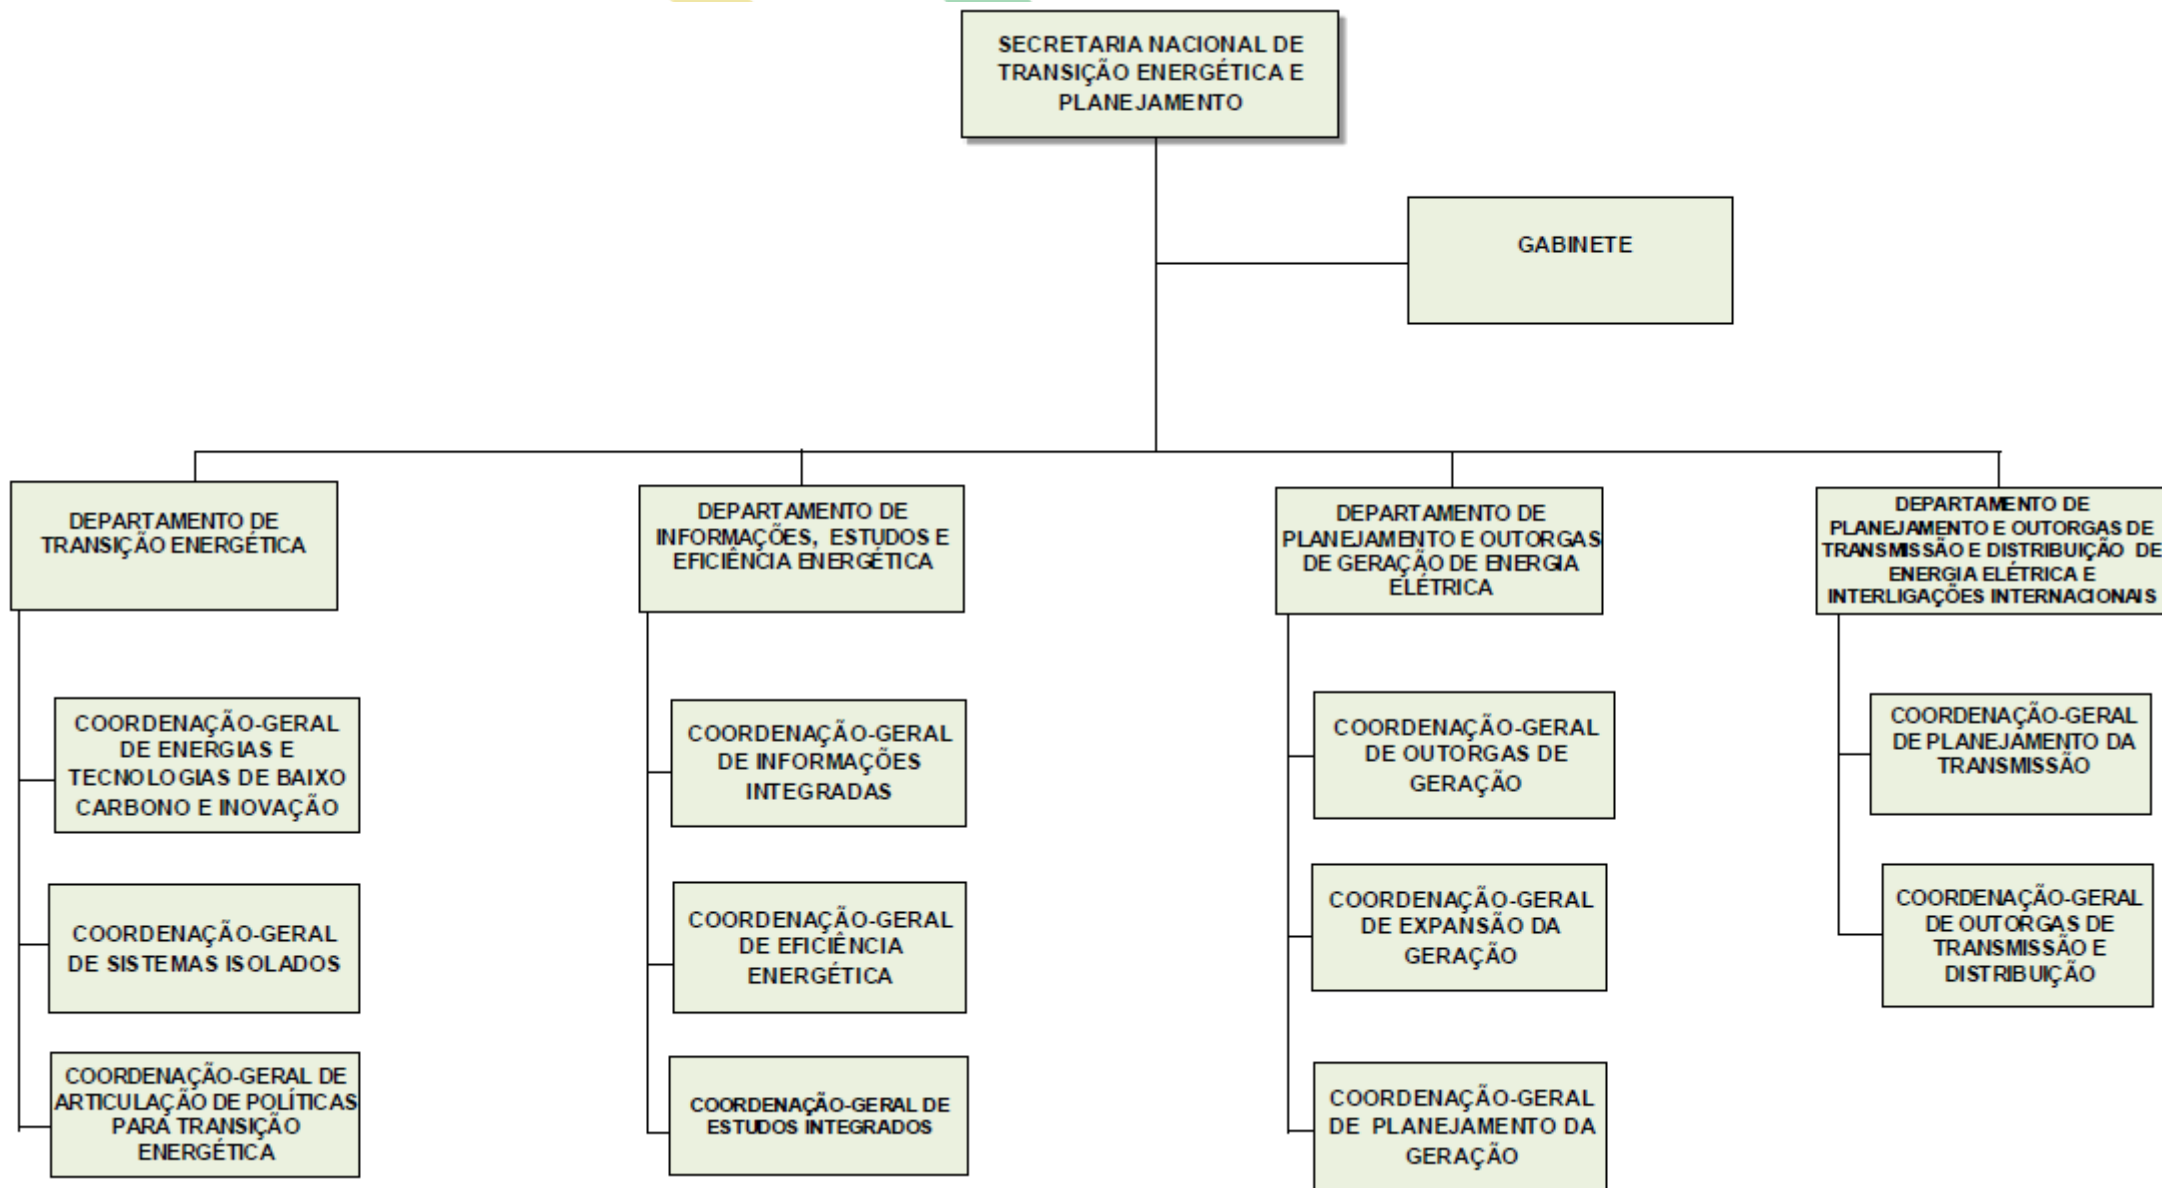 SECRETARIA NACIONAL DE
TRANSIÇÃO ENERGÉTICA E
PLANEJAMENTO
GABINETE
DEPARTAMENTO DE
TRANSIÇÃO ENERGÉTICA
DEPARTAMENTO DE
INFORMAÇÕES, ESTUDOS E
EFICIÊNCIA ENERGÉTICA
DEPARTAMENTO DE
PLANEJAMENTO E OUTORGAS
DE GERAÇÃO DE ENERGIA
ELÉTRICA
DEPARTAMENTO DE
PLANEJAMENTO E OUTORGAS DE
TRANSMISSÃO E DISTRIBUIÇÃO DE
ENERGIA ELÉTRICA E
INTERLIGAÇÕES INTERNACIONAIS
COORDENAÇÃO-GERAL
DE ENERGIAS E
TECNOLOGIAS DE BAIXO
CARBONO E INOVAÇÃO
COORDENAÇÃO-GERAL
DE SISTEMAS ISOLADOS
COORDENAÇÃO-GERAL DE
ARTICULAÇÃO DE POLÍTICAS
PARA TRANSIÇÃO
ENERGÉTICA
COORDENAÇÃO-GERAL
DE INFORMAÇÕES
INTEGRADAS
COORDENAÇÃO-GERAL
DE EFICIÊNCIA
ENERGÉTICA
COORDENAÇÃO-GERAL DE
ESTUDOS INTEGRADOS
COORDENAÇÃO-GERAL
DE OUTORGAS DE
GERAÇÃO
COORDENAÇÃO-GERAL
DE EXPANSÃO DA
GERAÇÃO
COORDENAÇÃO-GERAL
DE PLANEJAMENTO DA
GERAÇÃO
COORDENAÇÃO-GERAL
DE PLANEJAMENTO DA
TRANSMISSÃO
COORDENAÇÃO-GERAL
DE OUTORGAS DE
TRANSMISSÃO E
DISTRIBUIÇÃO